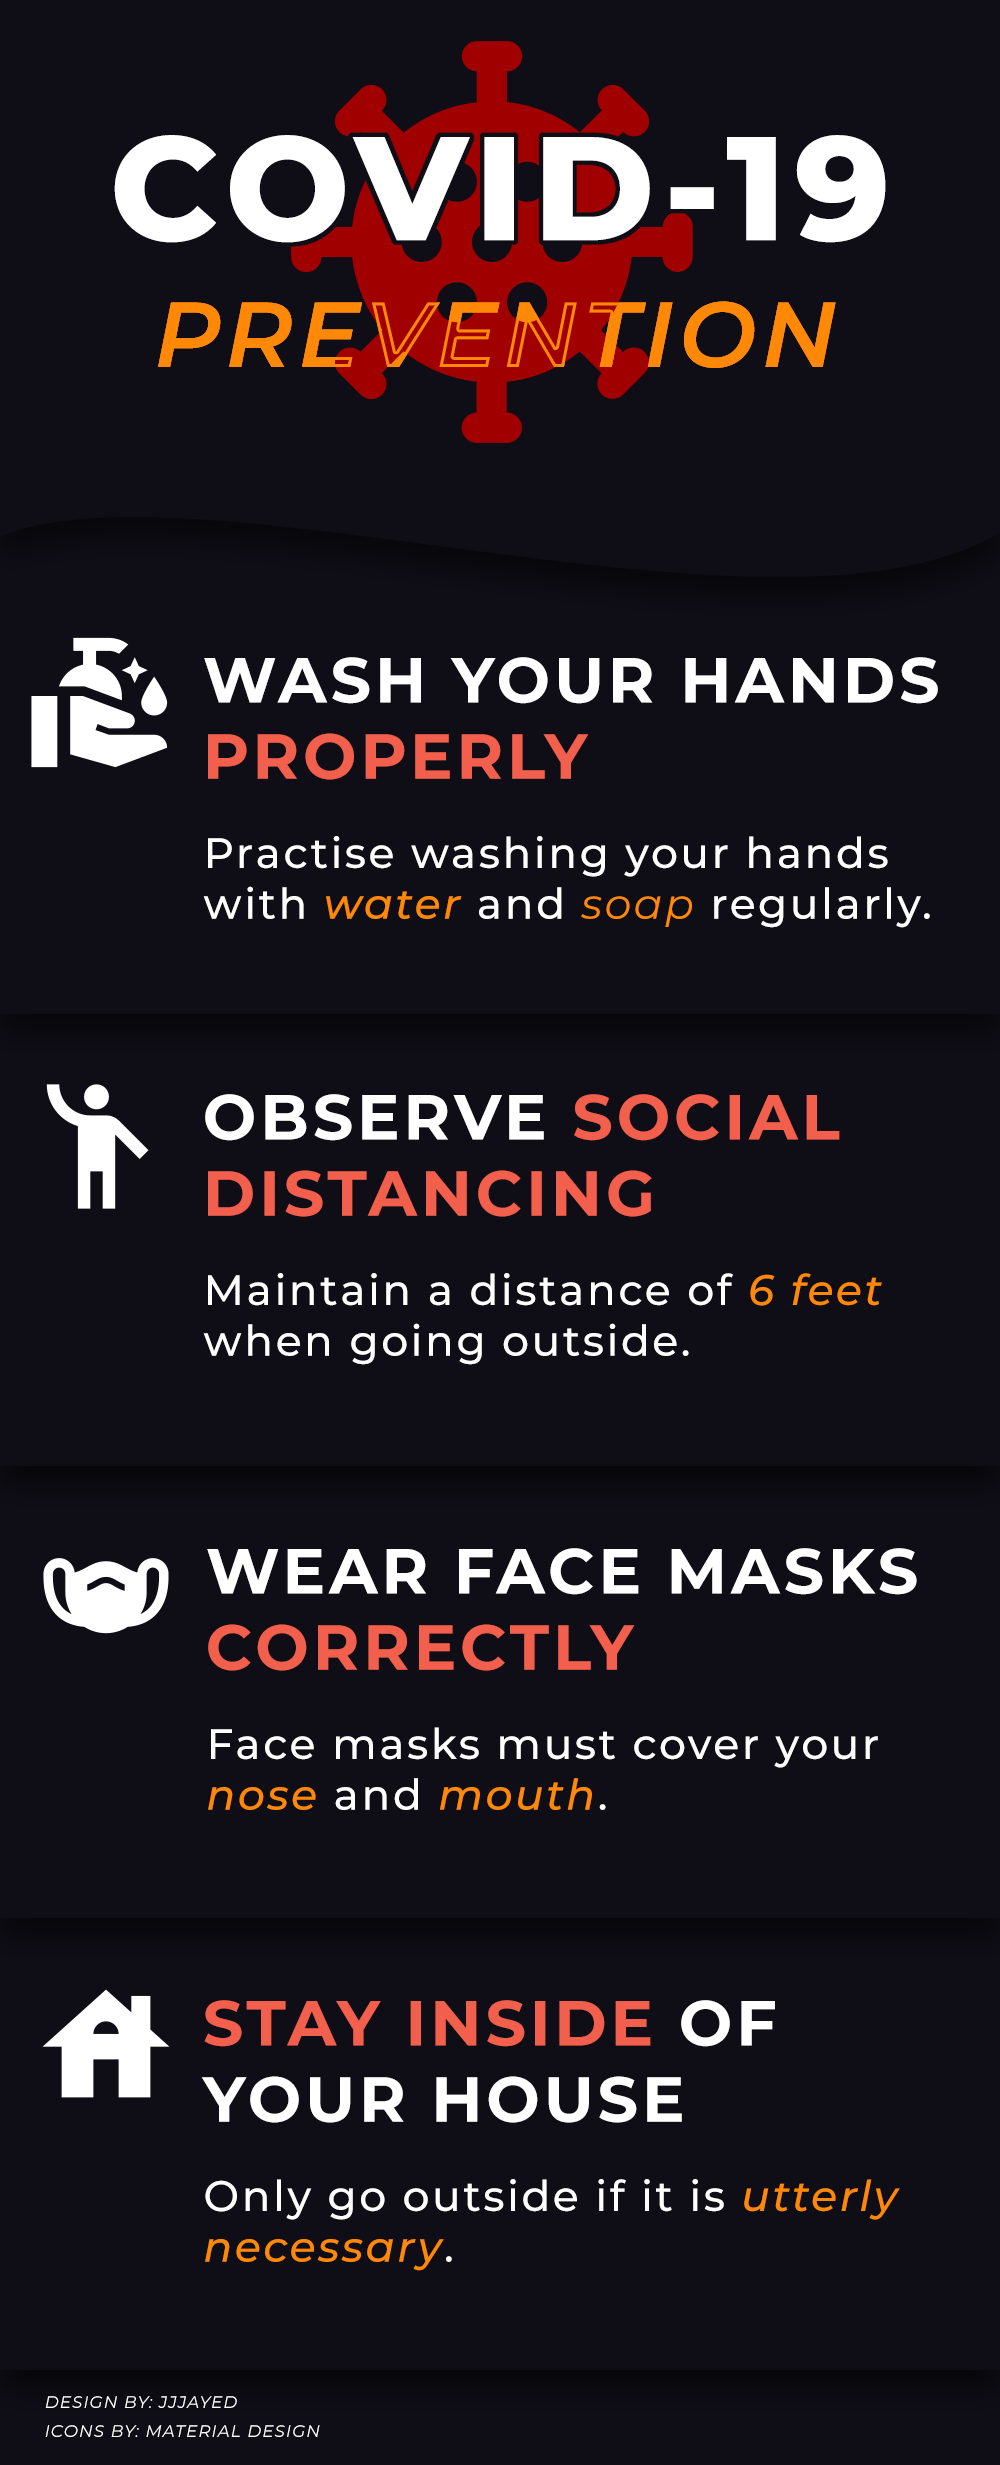 COVID-19
PREVENTION
WASH YOUR HANDS
PROPERLY
Practise washing your hands
with water and soap regularly.
OBSERVE SOCIAL
DISTANCING
Maintain a distance of 6 feet
when going outside.
WEAR FACE MASKS
CORRECTLY
Face masks must cover your
nose and mouth.
STAY INSIDE OF
YOUR HOUSE
Only go outside if it is utterly
necessary.
DESIGN BY: JJJAYED
ICONS BY: MATERIAL DESIGN